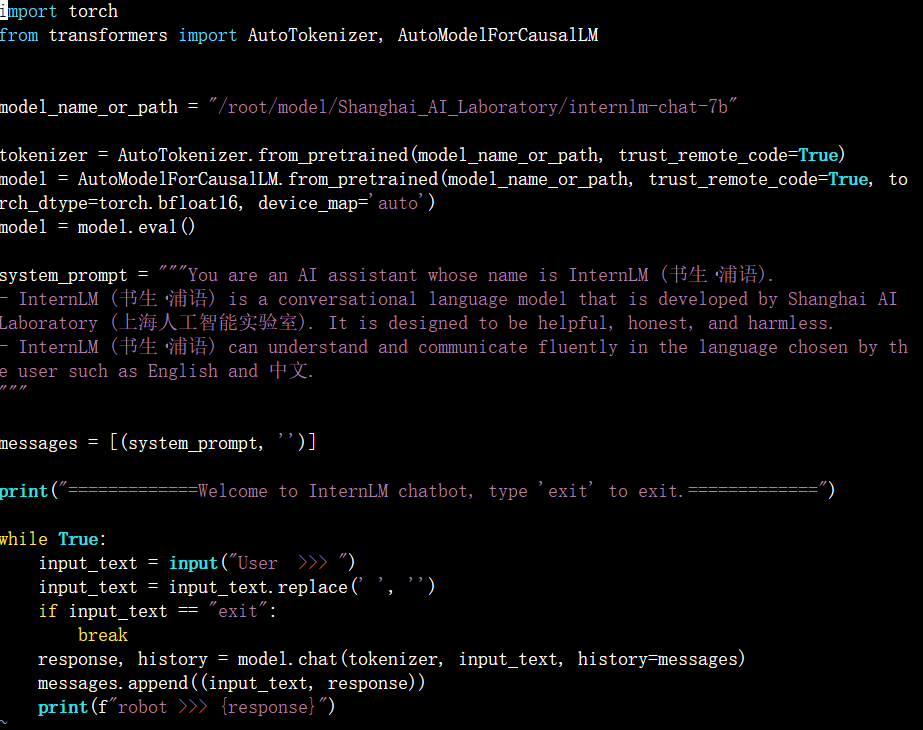 import torch
from transformers import AutoTokenizer, AutoModelForCausalLM
model_name_or_path = "/root/model/Shanghai_AI_Laboratory/internlm-chat-7b"
tokenizer = AutoTokenizer.from_pretrained(model_name_or_path, trust_remote_code=True)
model = AutoModelForCausalLM.from_pretrained(model_name_or_path, trust_remote_code=True, to
rch_dtype=torch.bfloat16, device_map='auto')
model = model.eval()
system_prompt = """You are an AI assistant whose name is InternLM (书生·浦语).
- InternLM (书生·浦语) is a conversational language model that is developed by Shanghai AI
Laboratory (上海人工智能实验室). It is designed to be helpful, honest, and harmless.
- InternLM (书生·浦语) can understand and communicate fluently in the language chosen by th
e user such as English and 中文.
"""
messages = [(system_prompt, '')]
print("=============Welcome to InternLM chatbot, type 'exit' to exit.=============")
while True:
    input_text = input("User  >>> ")
    input_text = input_text.replace(' ', '')
    if input_text == "exit":
        break
    response, history = model.chat(tokenizer, input_text, history=messages)
    messages.append((input_text, response))
    print(f"robot >>> {response}")
~